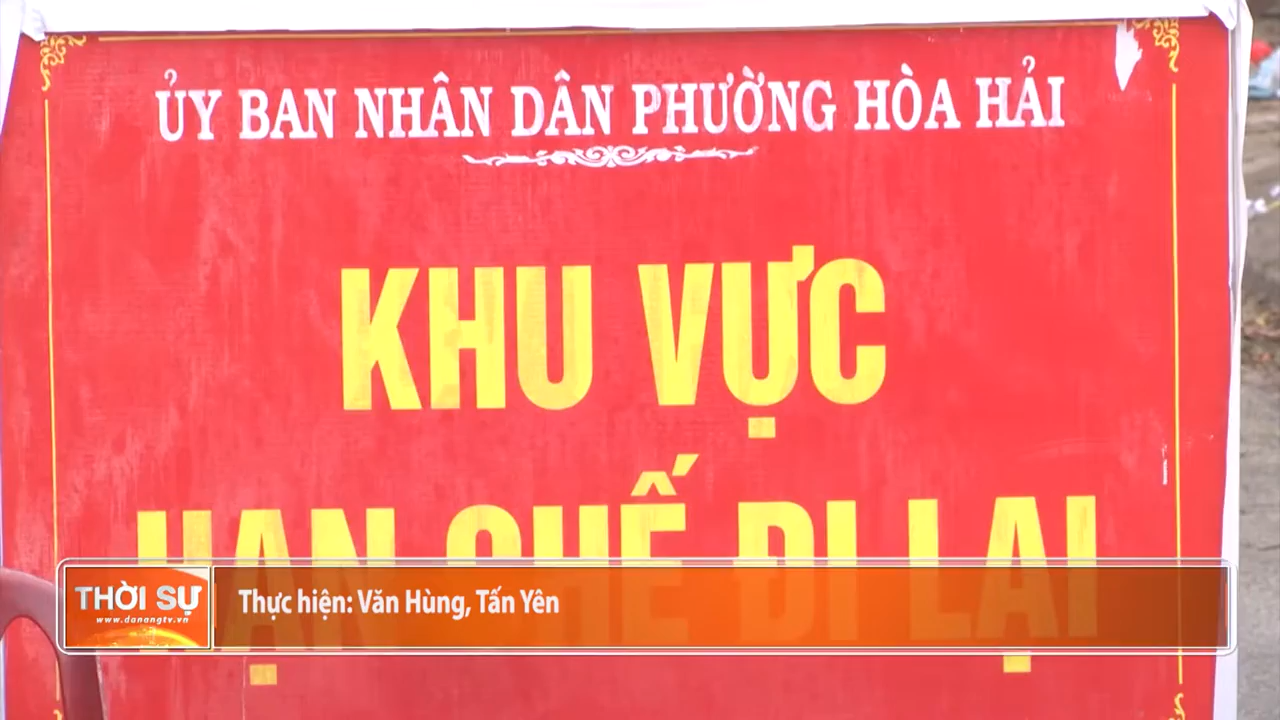 ỦY BAN NHÂN DÂN PHƯỜNG HÒA HẢI
KHU VỰC
HẠN CHẾ ĐI LẠI
THỜI SỰ
www.danangtv.vn
Thực hiện: Văn Hùng, Tấn Yên